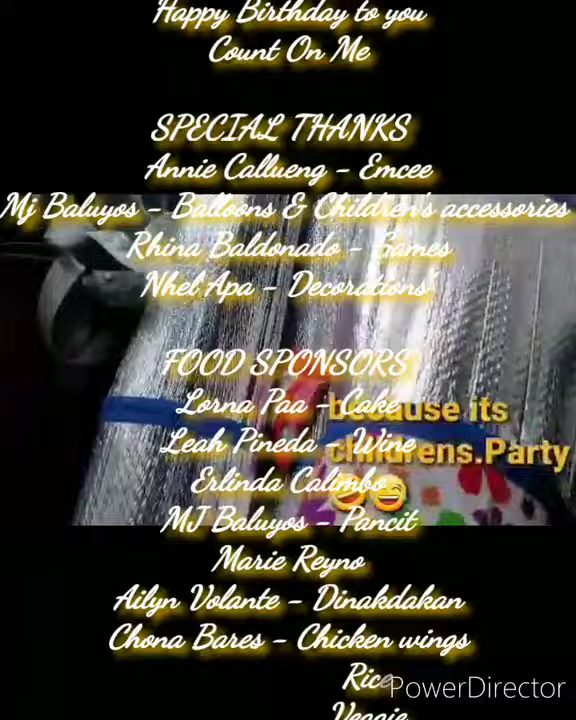 Happy Birthday to you
Count On Me
SPECIAL THANKS
Annie Callueng - Emcee
Mj Baluyos - Balloons & Children's accessories
Rhina Baldonado - Games
Nhel Apa - Decorations
FOOD SPONSORS
Lorna Paa - Cake
Leah Pineda - Wine
Erlinda Calimbo
MJ Baluyos - Pancit
Marie Reyno
Ailyn Volante - Dinakdakan
Chona Bares - Chicken wings
Rice
Veggie
because its
childrens.Party
PowerDirector